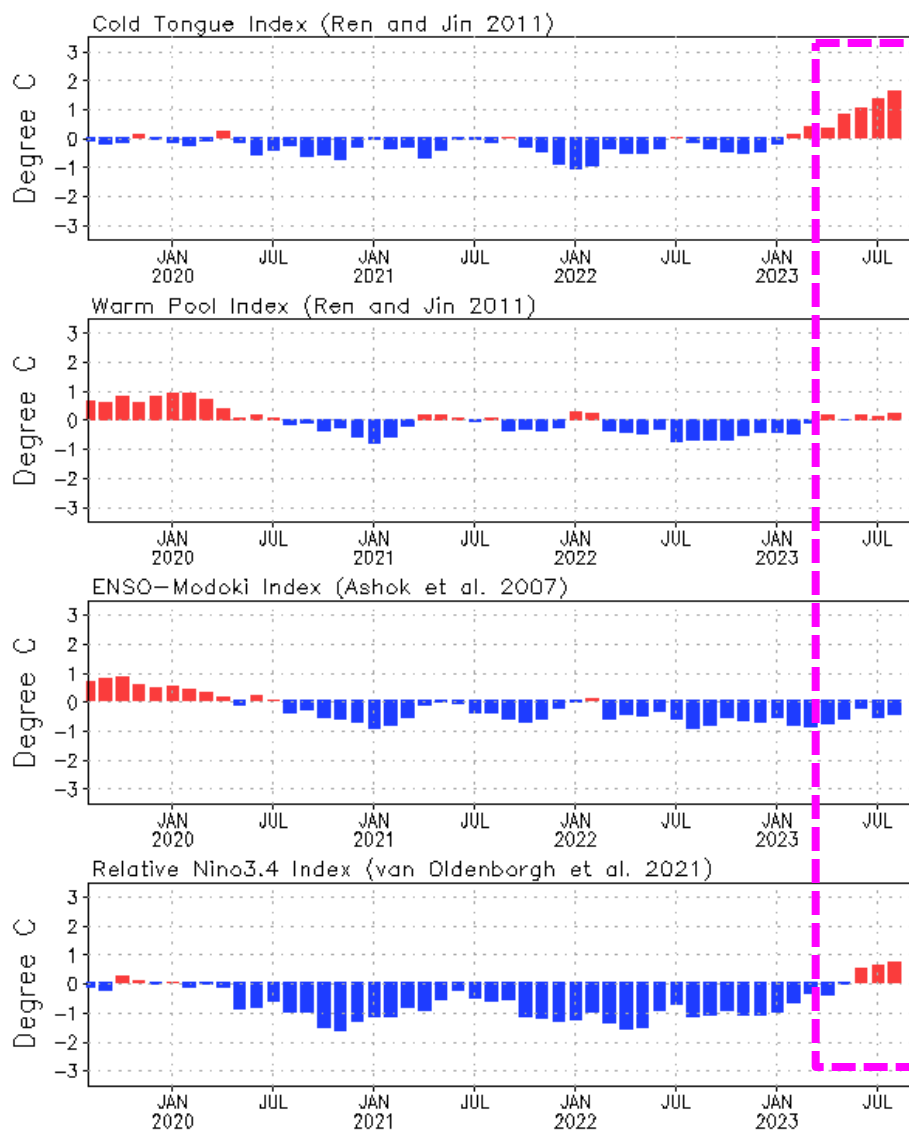 Cold Tongue Index (Ren and Jin 2011)
Degree C
3
2
1
0
-1
-2
-3
JAN JUL JAN JUL JAN JUL JAN JUL
2020 2021 2022 2023
Warm Pool Index (Ren and Jin 2011)
Degree C
3
2
1
0
-1
-2
-3
JAN JUL JAN JUL JAN JUL JAN JUL
2020 2021 2022 2023
ENSO-Modoki Index (Ashok et al. 2007)
Degree C
3
2
1
0
-1
-2
-3
JAN JUL JAN JUL JAN JUL JAN JUL
2020 2021 2022 2023
Relative Nino3.4 Index (van Oldenborgh et al. 2021)
Degree C
3
2
1
0
-1
-2
-3
JAN JUL JAN JUL JAN JUL JAN JUL
2020 2021 2022 2023